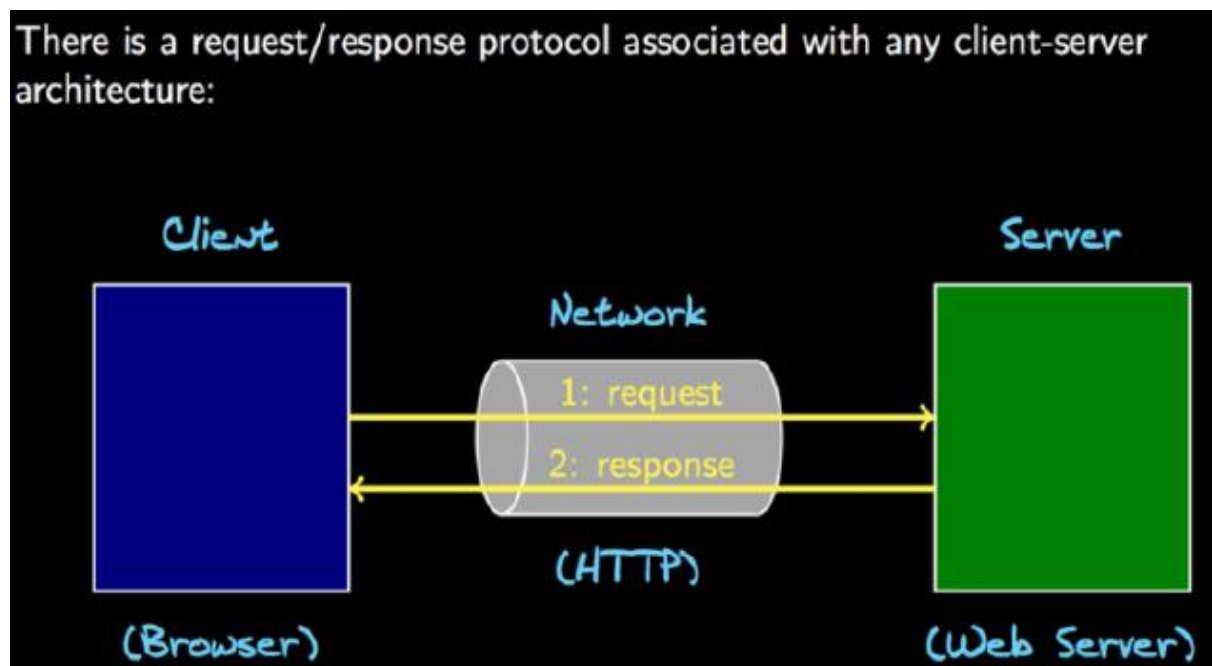 There is a request/response protocol associated with any client-server
architecture:
Client
Server
Network
1: request
2: response
(HTTP)
(Browser)
(Web Server)